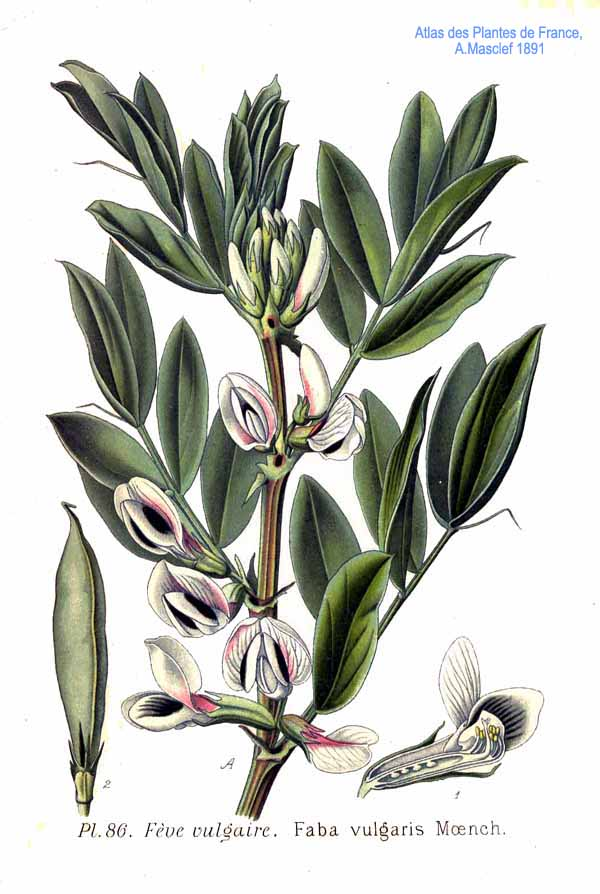 Atlas des Plantes de France,
A.Masclef 1891
A
2
1
Pl. 86. Fève vulgaire. Faba vulgaris Mœnch.